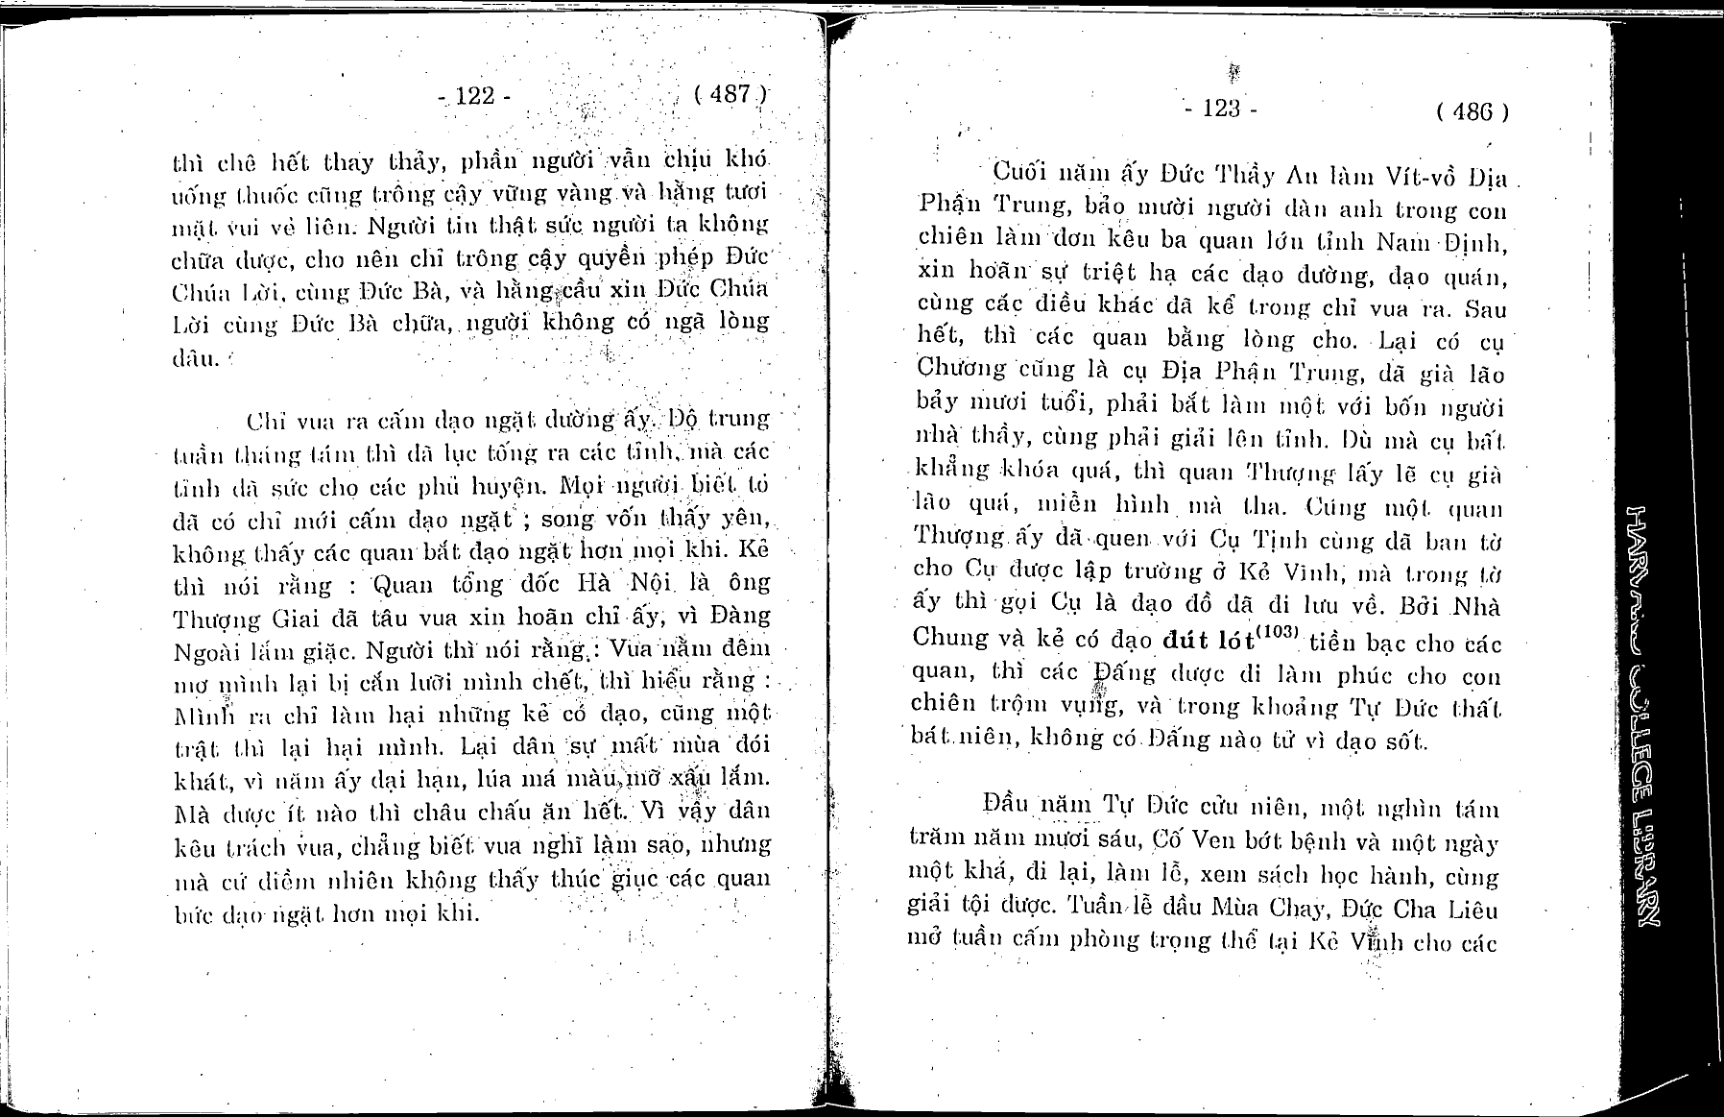 - 122 -
( 487 )
thì chê hết thay thảy, phần người vẫn chịu khó
uống thuốc cũng trông cậy vững vàng và hằng tươi
mặt vui vẻ liên. Người tin thật sức người ta không
chữa được, cho nên chỉ trông cậy quyền phép Đức
Chúa Lời, cùng Đức Bà, và hằng cầu xin Đức Chúa
Lời cùng Đức Bà chữa, người không có ngã lòng
đâu.
Chỉ vua ra cấm đạo ngặt đường ấy. Độ trung
tuần tháng tám thì đã lục tống ra các tỉnh, mà các
tỉnh đã sức cho các phủ huyện. Mọi người biết tỏ
đã có chỉ mới cấm đạo ngặt ; song vốn thấy yên,
không thấy các quan bắt đạo ngặt hơn mọi khi. Kẻ
thì nói rằng : Quan tổng đốc Hà Nội là ông
Thượng Giai đã tâu vua xin hoãn chỉ ấy, vì Đàng
Ngoài lắm giặc. Người thì nói rằng : Vua nằm đêm
mơ mình lại bị cắn lưỡi mình chết, thì hiểu rằng :
Mình ra chỉ làm hại những kẻ có đạo, cũng một
trật thì lại hại mình. Lại dân sự mất mùa đói
khát, vì năm ấy đại hạn, lúa má màu mỡ xấu lắm.
Mà được ít nào thì châu chấu ăn hết. Vì vậy dân
kêu trách vua, chẳng biết vua nghĩ làm sao, nhưng
mà cứ điềm nhiên không thấy thúc giục các quan
bức đạo ngặt hơn mọi khi.
- 123 -
( 486 )
Cuối năm ấy Đức Thầy An làm Vít-vồ Địa
Phận Trung, bảo mười người đàn anh trong con
chiên làm đơn kêu ba quan lớn tỉnh Nam Định,
xin hoãn sự triệt hạ các đạo đường, đạo quán,
cùng các điều khác đã kể trong chỉ vua ra. Sau
hết, thì các quan bằng lòng cho. Lại có cụ
Chương cũng là cụ Địa Phận Trung, đã già lão
bảy mươi tuổi, phải bắt làm một với bốn người
nhà thầy, cùng phải giải lên tỉnh. Dù mà cụ bất
khẳng khóa quá, thì quan Thượng lấy lẽ cụ già
lão quá, miễn hình mà tha. Cũng một quan
Thượng ấy đã quen với Cụ Tịnh cùng đã ban tờ
cho Cụ được lập trường ở Kẻ Vình, mà trong tờ
ấy thì gọi Cụ là đạo đồ đã đi lưu về. Bởi Nhà
Chung và kẻ có đạo đút lót(103) tiền bạc cho các
quan, thì các Đấng được đi làm phúc cho con
chiên trộm vụng, và trong khoảng Tự Đức thất
bát niên, không có Đấng nào tử vì đạo sốt.
Đầu năm Tự Đức cửu niên, một nghìn tám
trăm năm mươi sáu, Cố Ven bớt bệnh và một ngày
một khá, đi lại, làm lễ, xem sách học hành, cùng
giải tội được. Tuần lễ đầu Mùa Chay, Đức Cha Liêu
mở tuần cấm phòng trọng thể tại Kẻ Vĩnh cho các
HARVARD COLLEGE LIBRARY